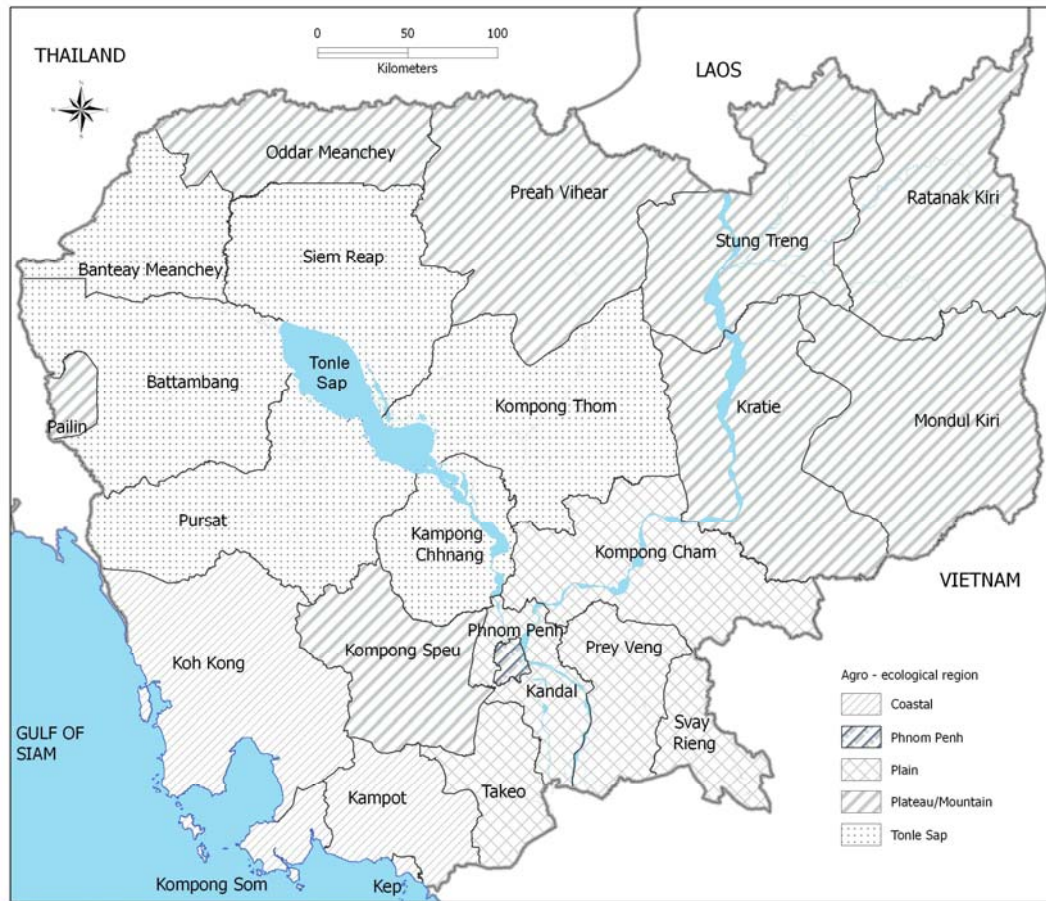 0 50 100
Kilometers
THAILAND
LAOS
Oddar Meanchey
Preah Vihear
Ratanak Kiri
Stung Treng
Siem Reap
Banteay Meanchey
Tonle
Sap
Battambang
Kompong Thom
Kratie
Mondul Kiri
Pailin
Pursat
Kampong
Chhnang
Kompong Cham
VIETNAM
Phnom Penh
Prey Veng
Kompong Speu
Koh Kong
Kandal
Svay
Rieng
GULF OF
SIAM
Kampot
Takeo
Kompong Som
Kep
Agro - ecological region
Coastal
Phnom Penh
Plain
Plateau/Mountain
Tonle Sap